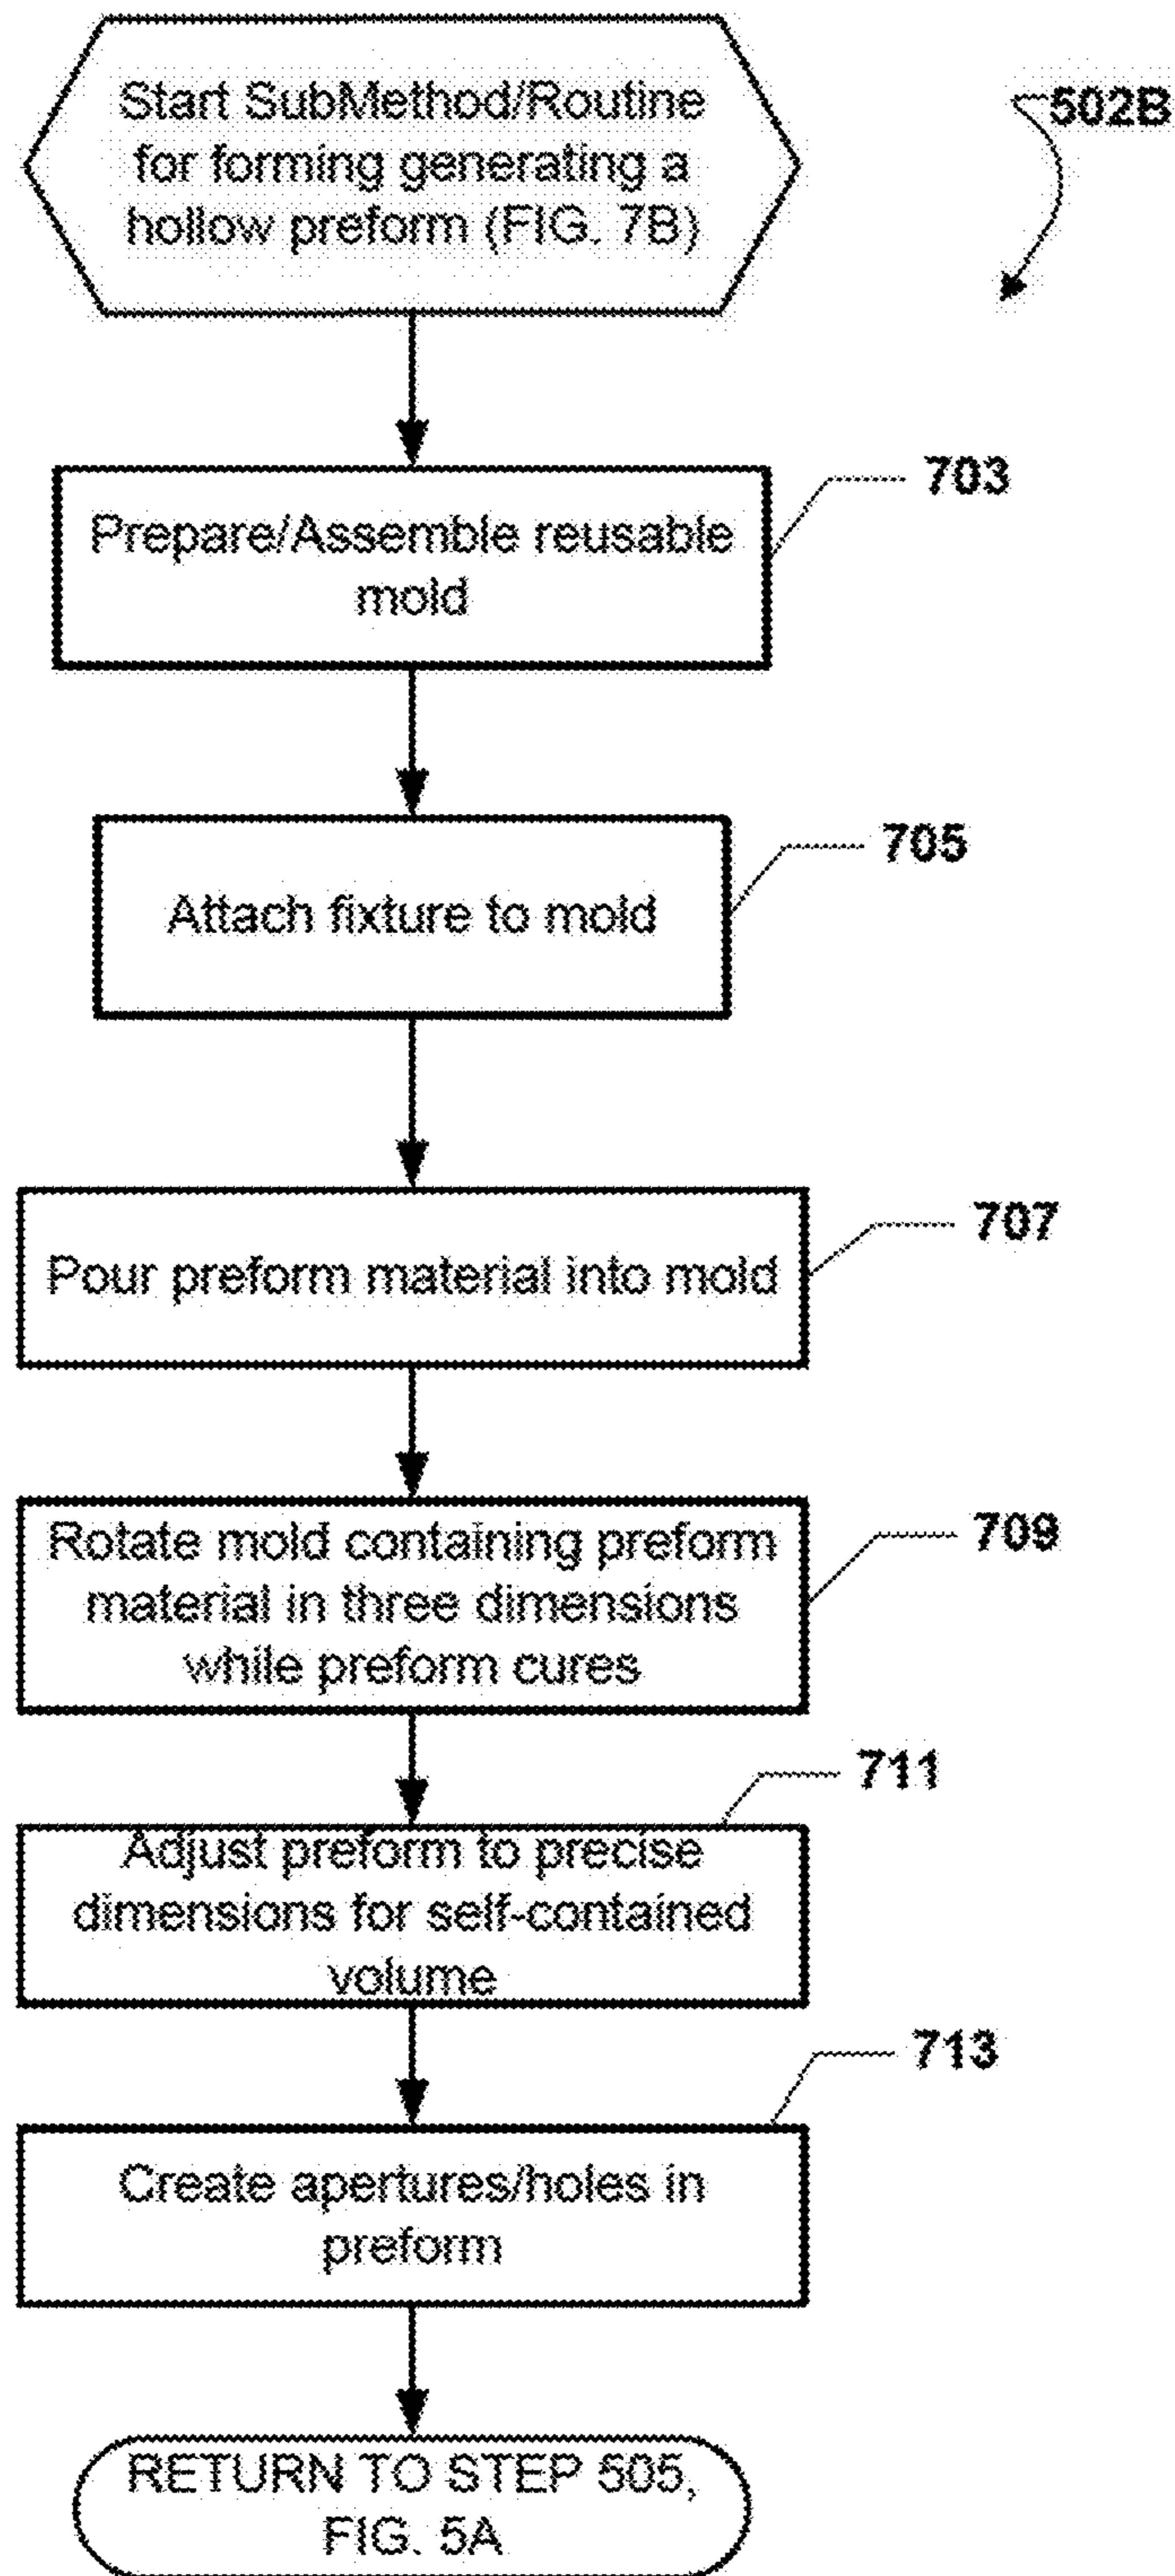 Start SubMethod/Routine
for forming generating a
hollow preform (FIG. 7B)
502B
703
Prepare/Assemble reusable
mold
705
Attach fixture to mold
707
Pour preform material into mold
709
Rotate mold containing preform
material in three dimensions
while preform cures
711
Adjust preform to precise
dimensions for self-contained
volume
713
Create apertures/holes in
preform
RETURN TO STEP 505,
FIG. 5A